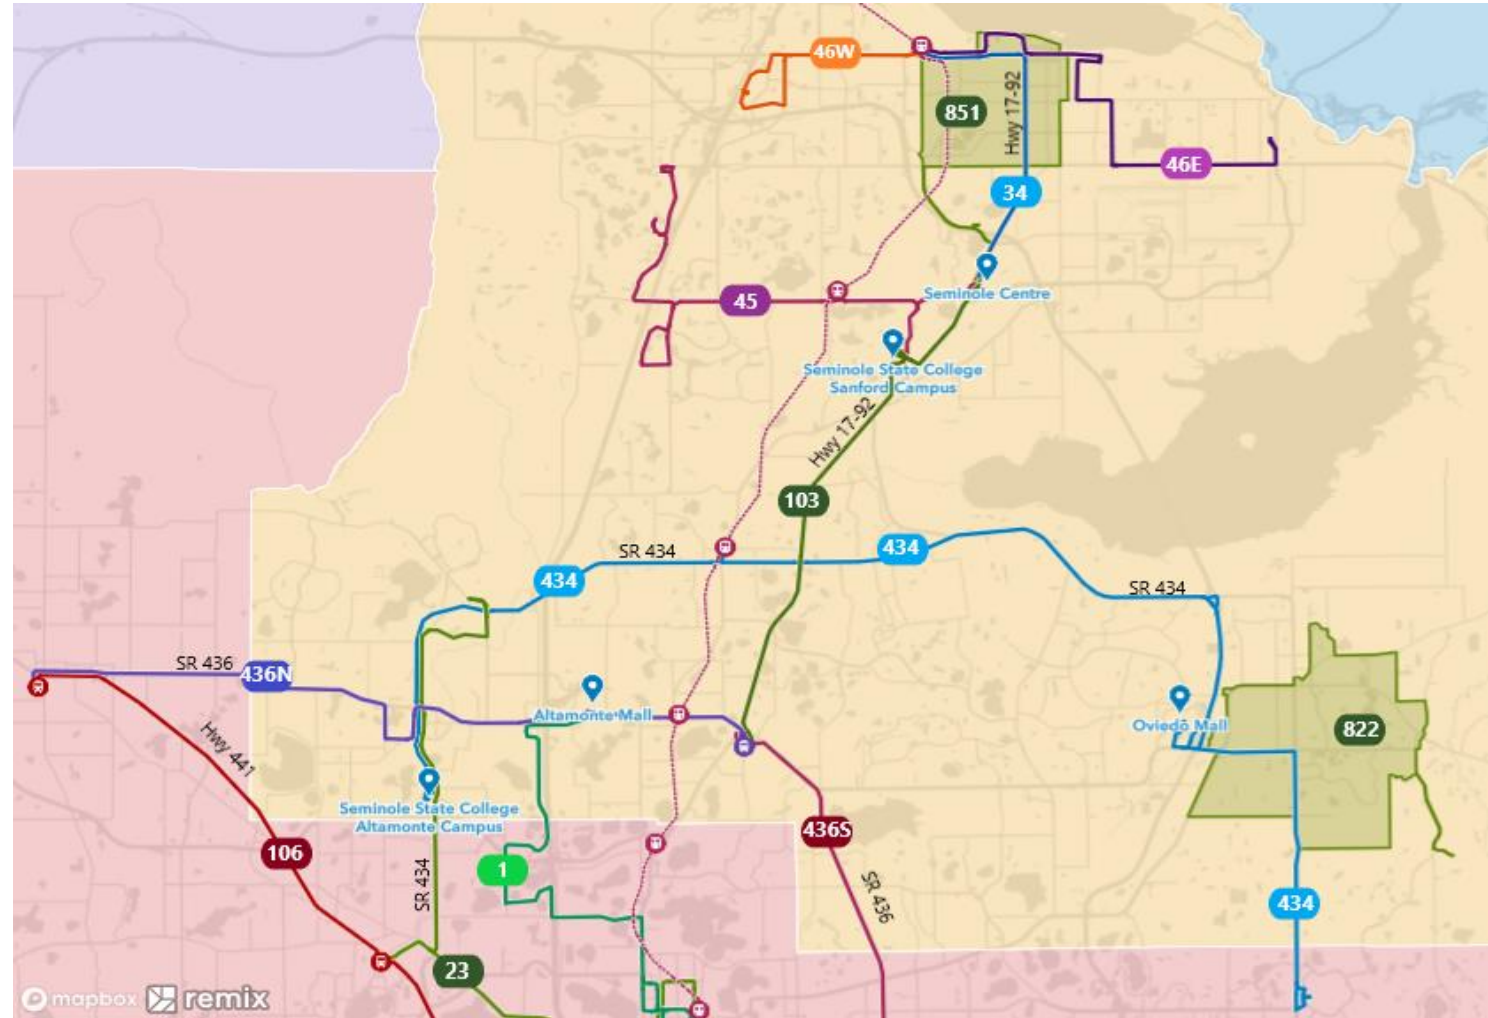 46W
851
Hwy 17-92
46E
34
Seminole Centre
45
Seminole State College
Sanford Campus
Hwy 17-92
103
SR 434
434
434
SR 434
SR 436
436N
Altamonte Mall
Oviedo Mall
822
Hwy 441
Seminole State College
Altamonte Campus
436S
106
1
SR 434
SR 436
434
23
mapbox remix